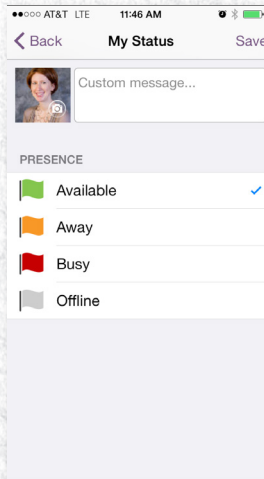 AT&T LTE 11:46 AM
Back My Status Save
Custom message...
PRESENCE
Available
Away
Busy
Offline